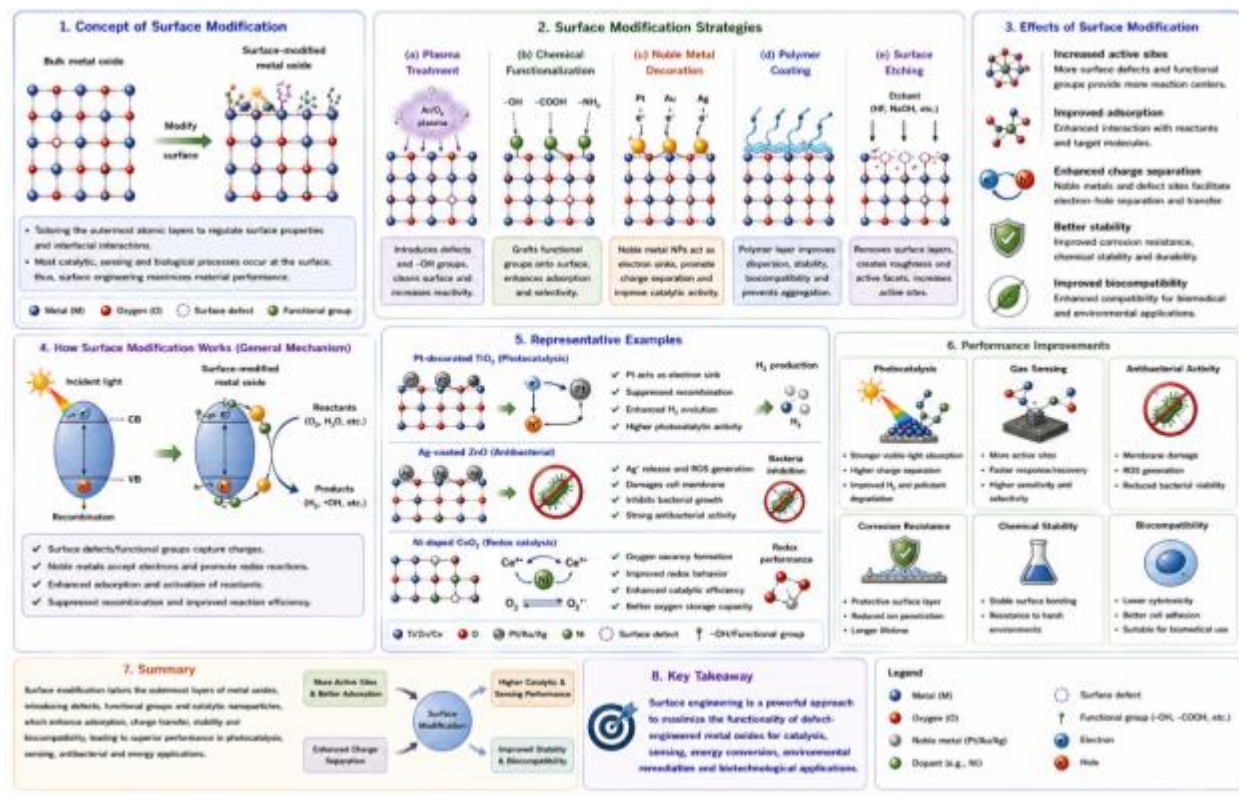 1. Concept of Surface Modification
Bulk metal oxide
Surface-modified
metal oxide
Modify
surface
• Tailoring the outermost atomic layers to regulate surface properties
and interfacial interactions.
• Most catalytic, sensing and biological processes occur at the surface;
thus, surface engineering maximizes material performance.
Metal (M)
Oxygen (O)
Surface defect
Functional group
2. Surface Modification Strategies
(a) Plasma
Treatment
Ar/O₂
plasma
Introduces defects
and -OH groups,
cleans surface and
increases reactivity.
(b) Chemical
Functionalization
-OH -COOH -NH₂
Grafts functional
groups onto surface,
enhances adsorption
and selectivity.
(c) Noble Metal
Decoration
Pt Au Ag
e⁻ e⁻ e⁻
Noble metal NPs act as
electron sinks, promote
charge separation and
improve catalytic activity.
(d) Polymer
Coating
Polymer layer improves
dispersion, stability,
biocompatibility and
prevents aggregation.
(e) Surface
Etching
Etchant
(HF, NaOH, etc.)
Removes surface layers,
creates roughness and
active facets, increases
active sites.
3. Effects of Surface Modification
Increased active sites
More surface defects and functional
groups provide more reaction centers.
Improved adsorption
Enhanced interaction with reactants
and target molecules.
Enhanced charge separation
Noble metals and defect sites facilitate
electron-hole separation and transfer.
Better stability
Improved corrosion resistance,
chemical stability and durability.
Improved biocompatibility
Enhanced compatibility for biomedical
and environmental applications.
4. How Surface Modification Works (General Mechanism)
Incident light
CB
VB
Recombination
Surface-modified
metal oxide
Reactants
(O₂, H₂O, etc.)
Products
(H₂, •OH, etc.)
✓ Surface defects/functional groups capture charges.
✓ Noble metals accept electrons and promote redox reactions.
✓ Enhanced adsorption and activation of reactants.
✓ Suppressed recombination and improved reaction efficiency.
5. Representative Examples
Pt-decorated TiO₂ (Photocatalysis)
✓ Pt acts as electron sink
✓ Suppressed recombination
✓ Enhanced H₂ evolution
✓ Higher photocatalytic activity
H₂ production
Ag-coated ZnO (Antibacterial)
✓ Ag⁺ release and ROS generation
✓ Damages cell membrane
✓ Inhibits bacterial growth
✓ Strong antibacterial activity
Bacteria
inhibition
Ni-doped CeO₂ (Redox catalysis)
✓ Oxygen vacancy formation
✓ Improved redox behavior
✓ Enhanced catalytic efficiency
✓ Better oxygen storage capacity
Redox
performance
Ti/Zn/Ce
O
Pt/Au/Ag
Ni
Surface defect
-OH/Functional group
6. Performance Improvements
Photocatalysis
• Stronger visible-light absorption
• Higher charge separation
• Improved H₂ and pollutant
degradation
Gas Sensing
• More active sites
• Faster response/recovery
• Higher sensitivity and
selectivity
Antibacterial Activity
• Membrane damage
• ROS generation
• Reduced bacterial viability
Corrosion Resistance
• Protective surface layer
• Reduced ion penetration
• Longer lifetime
Chemical Stability
• Stable surface bonding
• Resistance to harsh
environments
Biocompatibility
• Lower cytotoxicity
• Better cell adhesion
• Suitable for biomedical use
7. Summary
Surface modification tailors the outermost layers of metal oxides,
introducing defects, functional groups and catalytic nanoparticles,
which enhance adsorption, charge transfer, stability and
biocompatibility, leading to superior performance in photocatalysis,
sensing, antibacterial and energy applications.
More Active Sites
& Better Adsorption
Enhanced Charge
Separation
Surface
Modification
Higher Catalytic &
Sensing Performance
Improved Stability
& Biocompatibility
8. Key Takeaway
Surface engineering is a powerful approach
to maximize the functionality of defect-
engineered metal oxides for catalysis,
sensing, energy conversion, environmental
remediation and biotechnological applications.
Legend
Metal (M)
Oxygen (O)
Noble metal (Pt/Au/Ag)
Dopant (e.g., Ni)
Surface defect
Functional group (-OH, -COOH, etc.)
Electron
Hole